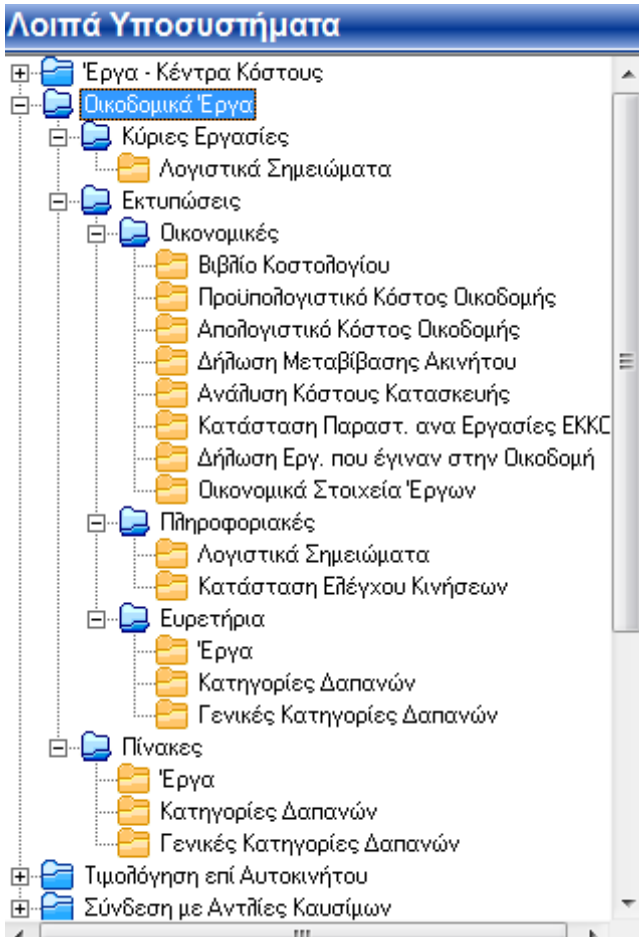 Λοιπά Υποσυστήματα
Έργα - Κέντρα Κόστους
Οικοδομικά Έργα
Κύριες Εργασίες
Λογιστικά Σημειώματα
Εκτυπώσεις
Οικονομικές
Βιβλίο Κοστολογίου
Προϋπολογιστικό Κόστος Οικοδομής
Απολογιστικό Κόστος Οικοδομής
Δήλωση Μεταβίβασης Ακινήτου
Ανάλυση Κόστους Κατασκευής
Κατάσταση Παραστ. ανα Εργασίες ΕΚΚΟ
Δήλωση Εργ. που έγιναν στην Οικοδομή
Οικονομικά Στοιχεία Έργων
Πληροφοριακές
Λογιστικά Σημειώματα
Κατάσταση Ελέγχου Κινήσεων
Ευρετήρια
Έργα
Κατηγορίες Δαπανών
Γενικές Κατηγορίες Δαπανών
Πίνακες
Έργα
Κατηγορίες Δαπανών
Γενικές Κατηγορίες Δαπανών
Τιμολόγηση επί Αυτοκινήτου
Σύνδεση με Αντλίες Καυσίμων